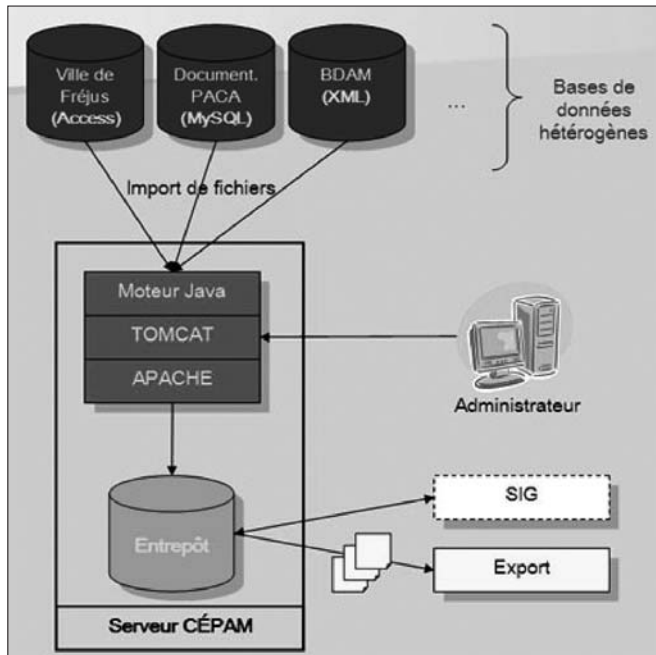 Ville de
Fréjus
(Access)
Document.
PACA
(MySQL)
BDAM
(XML)
...
Bases de
données
hétérogènes
Import de fichiers
Moteur Java
TOMCAT
APACHE
Administrateur
Entrepôt
SIG
Export
Serveur CÉPAM